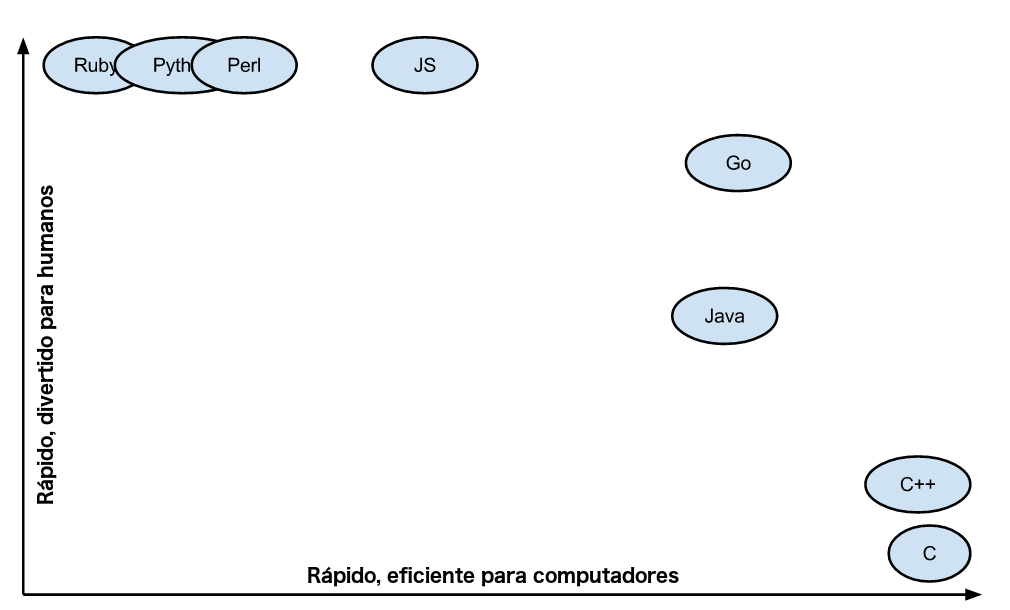 Ruby
Pyth
Perl
JS
Go
Java
C++
C
Rápido, divertido para humanos
Rápido, eficiente para computadores